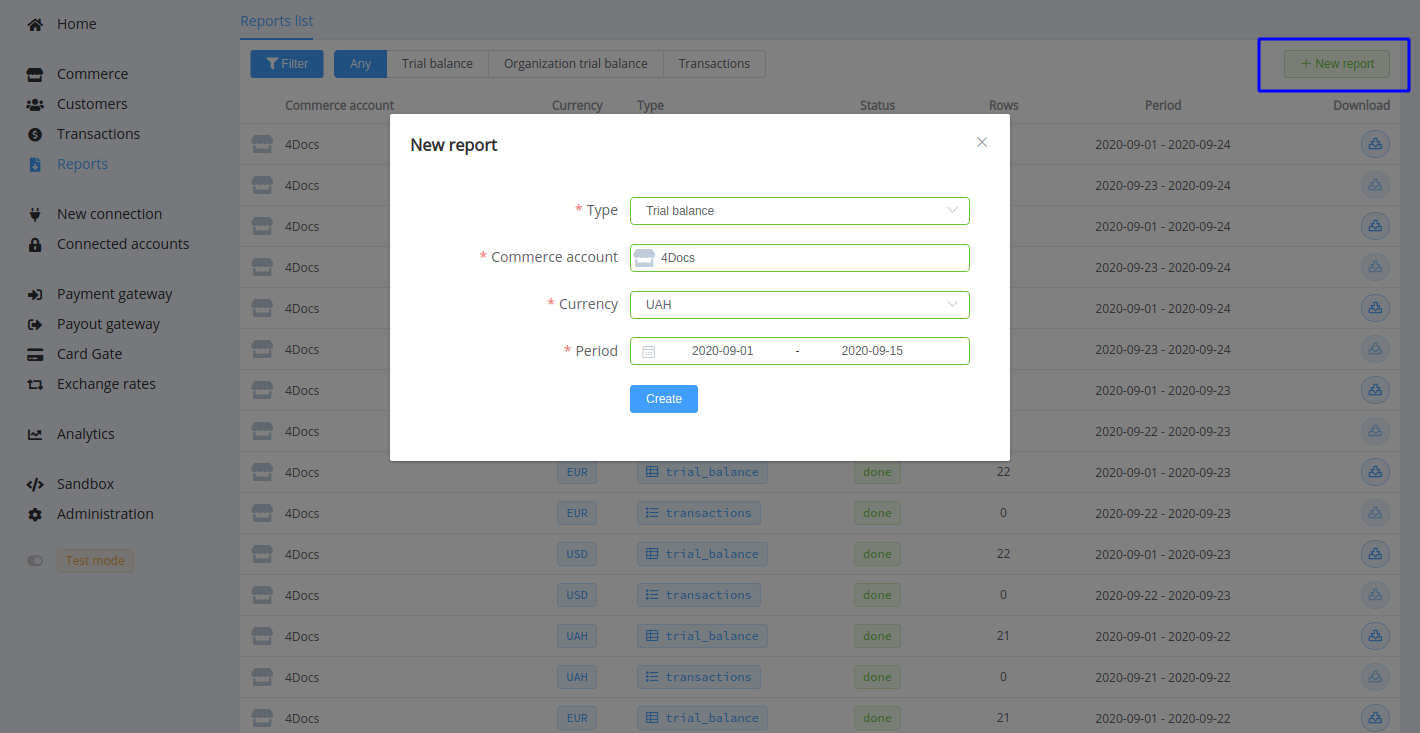 Home
Commerce
Customers
Transactions
Reports
New connection
Connected accounts
Payment gateway
Payout gateway
Card Gate
Exchange rates
Analytics
Sandbox
Administration
Test mode
Reports list
Filter Any Trial balance Organization trial balance Transactions + New report
Commerce account Currency Type Status Rows Period Download
4Docs 2020-09-01 - 2020-09-24
4Docs 2020-09-23 - 2020-09-24
4Docs 2020-09-01 - 2020-09-24
4Docs 2020-09-23 - 2020-09-24
4Docs 2020-09-01 - 2020-09-24
4Docs 2020-09-23 - 2020-09-24
4Docs 2020-09-01 - 2020-09-23
4Docs 2020-09-22 - 2020-09-23
4Docs EUR trial_balance done 22 2020-09-01 - 2020-09-23
4Docs EUR transactions done 0 2020-09-22 - 2020-09-23
4Docs USD trial_balance done 22 2020-09-01 - 2020-09-23
4Docs USD transactions done 0 2020-09-22 - 2020-09-23
4Docs UAH trial_balance done 21 2020-09-01 - 2020-09-22
4Docs UAH transactions done 0 2020-09-21 - 2020-09-22
4Docs EUR trial_balance done 21 2020-09-01 - 2020-09-22
New report
* Type Trial balance
* Commerce account 4Docs
* Currency UAH
* Period 2020-09-01 - 2020-09-15
Create